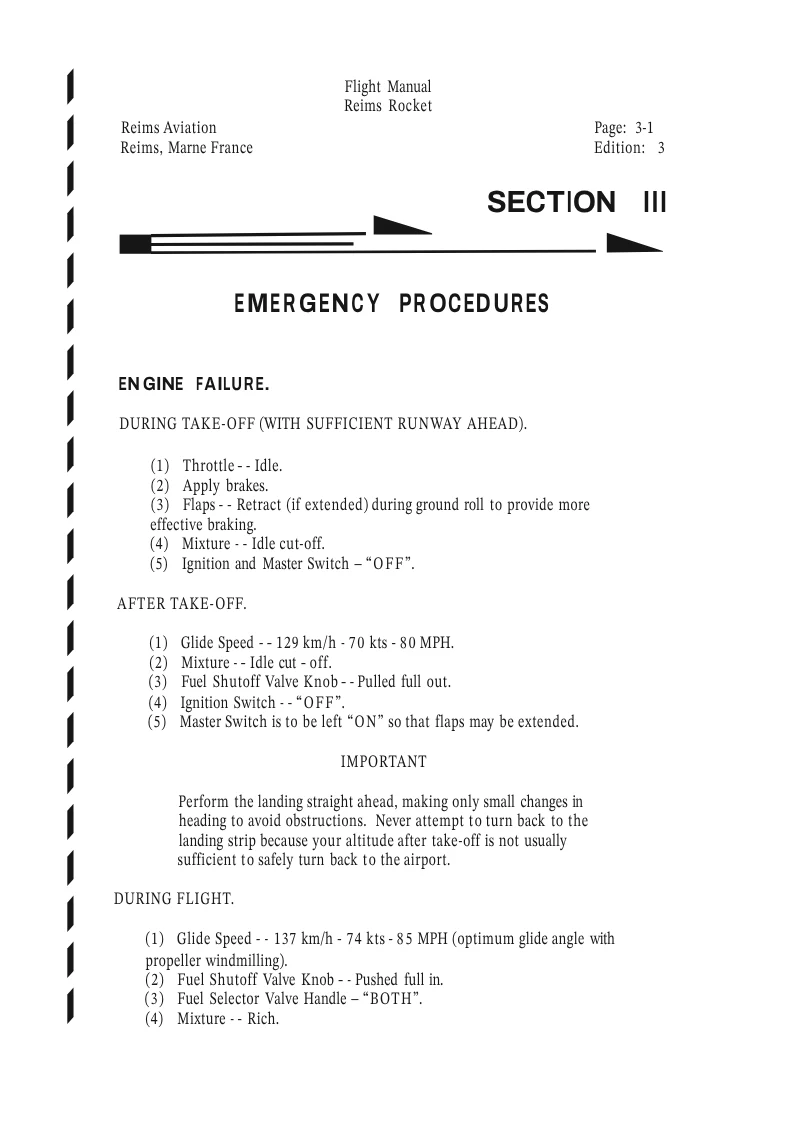 Flight Manual
Reims Rocket
Reims Aviation
Page: 3-1
Reims, Marne France
Edition: 3
SECTION III
EMERGENCY PROCEDURES
ENGINE FAILURE.
DURING TAKE-OFF (WITH SUFFICIENT RUNWAY AHEAD).
(1) Throttle - - Idle.
(2) Apply brakes.
(3) Flaps - - Retract (if extended) during ground roll to provide more
effective braking.
(4) Mixture - - Idle cut-off.
(5) Ignition and Master Switch – “OFF”.
AFTER TAKE-OFF.
(1) Glide Speed - - 129 km/h - 70 kts - 80 MPH.
(2) Mixture - - Idle cut - off.
(3) Fuel Shutoff Valve Knob - - Pulled full out.
(4) Ignition Switch - - “OFF”.
(5) Master Switch is to be left “ON” so that flaps may be extended.
IMPORTANT
Perform the landing straight ahead, making only small changes in
heading to avoid obstructions. Never attempt to turn back to the
landing strip because your altitude after take-off is not usually
sufficient to safely turn back to the airport.
DURING FLIGHT.
(1) Glide Speed - - 137 km/h - 74 kts - 85 MPH (optimum glide angle with
propeller windmilling).
(2) Fuel Shutoff Valve Knob - - Pushed full in.
(3) Fuel Selector Valve Handle – “BOTH”.
(4) Mixture - - Rich.